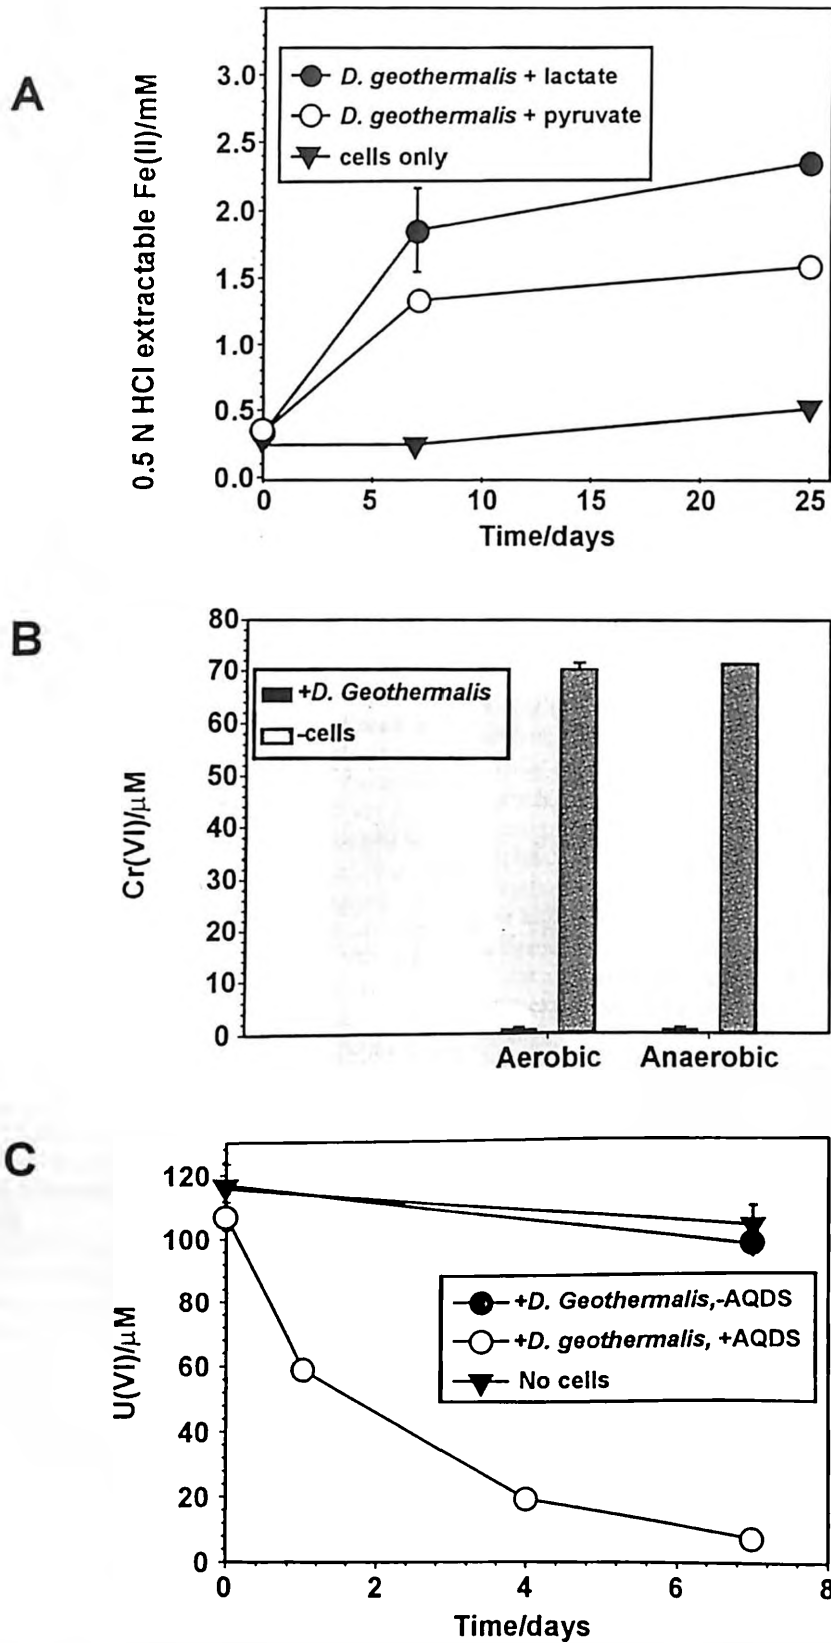 A
0.5 N HCl extractable Fe(II)/mM
3.0
2.5
2.0
1.5
1.0
0.5
0.0
D. geothermalis + lactate
D. geothermalis + pyruvate
cells only
0 5 10 15 20 25
Time/days
B
Cr(VI)/μM
80
70
60
50
40
30
20
10
0
+D. Geothermalis
-cells
Aerobic Anaerobic
C
U(VI)/μM
120
100
80
60
40
20
0
+D. Geothermalis,-AQDS
+D. geothermalis, +AQDS
No cells
0 2 4 6 8
Time/days